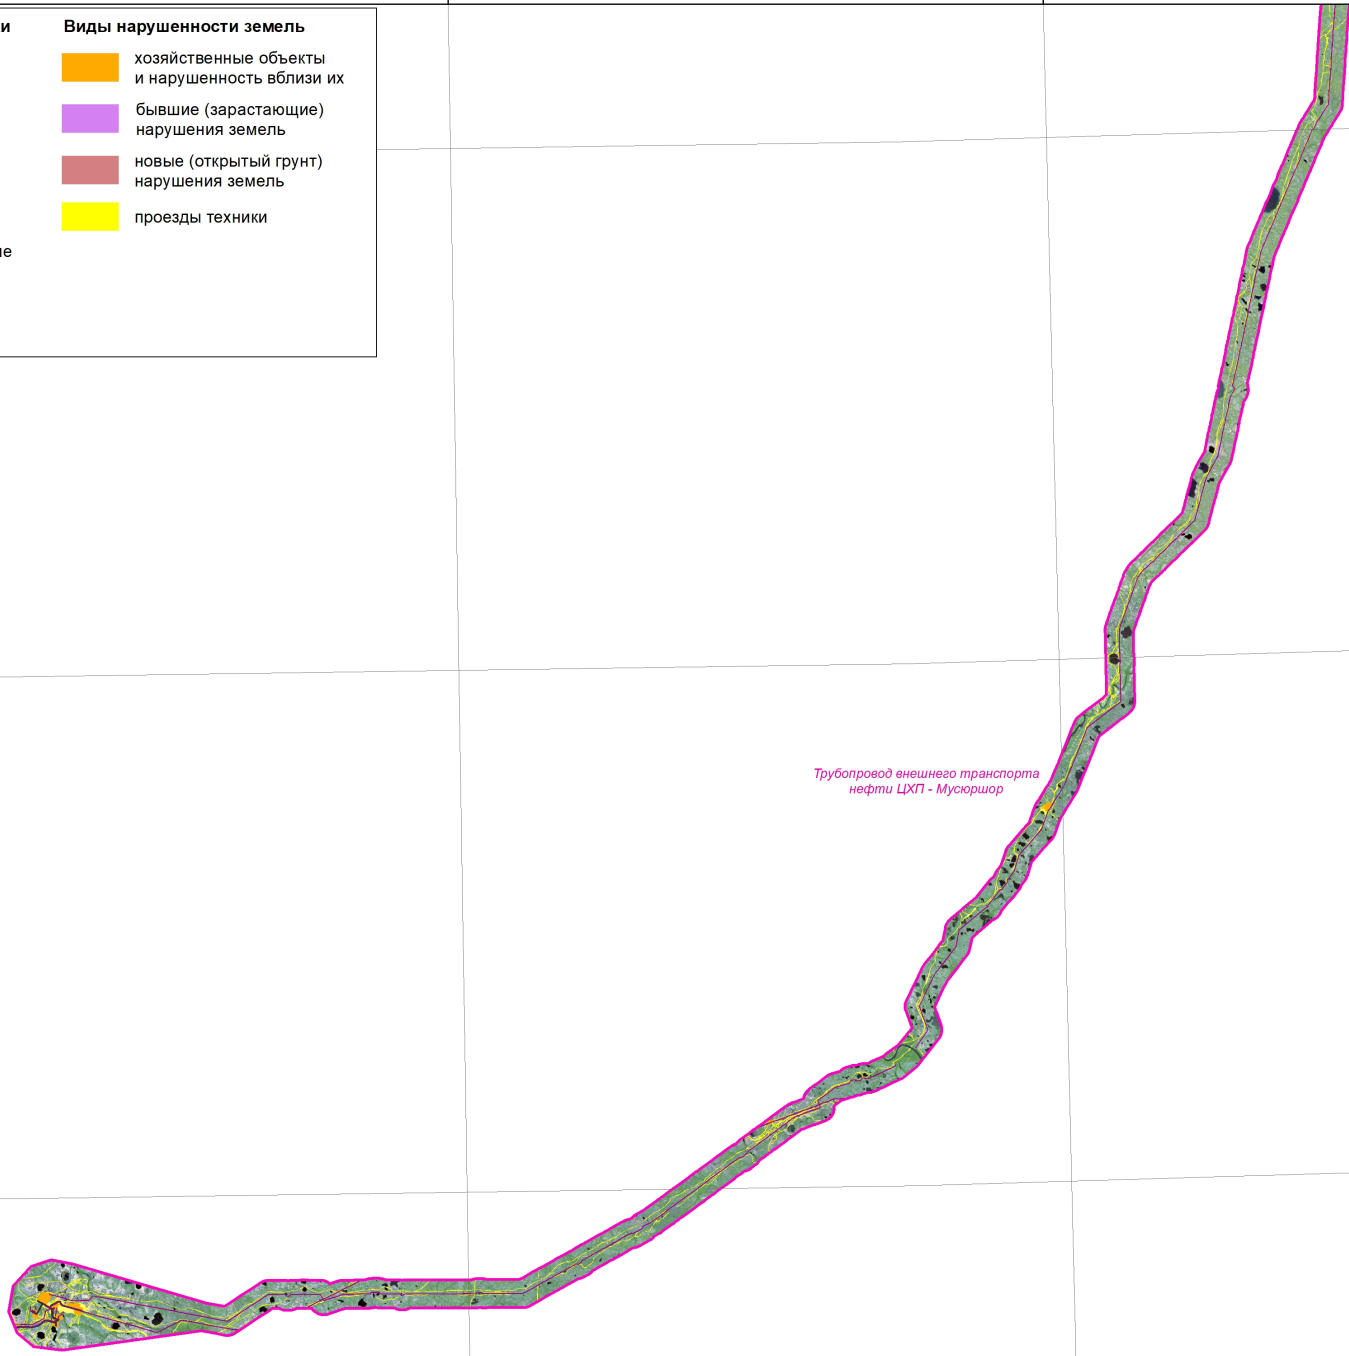 и
Виды нарушенности земель
хозяйственные объекты
и нарушенность вблизи их
бывшие (зарастающие)
нарушения земель
новые (открытый грунт)
нарушения земель
проезды техники
Трубопровод внешнего транспорта
нефти ЦХП - Мусюршор